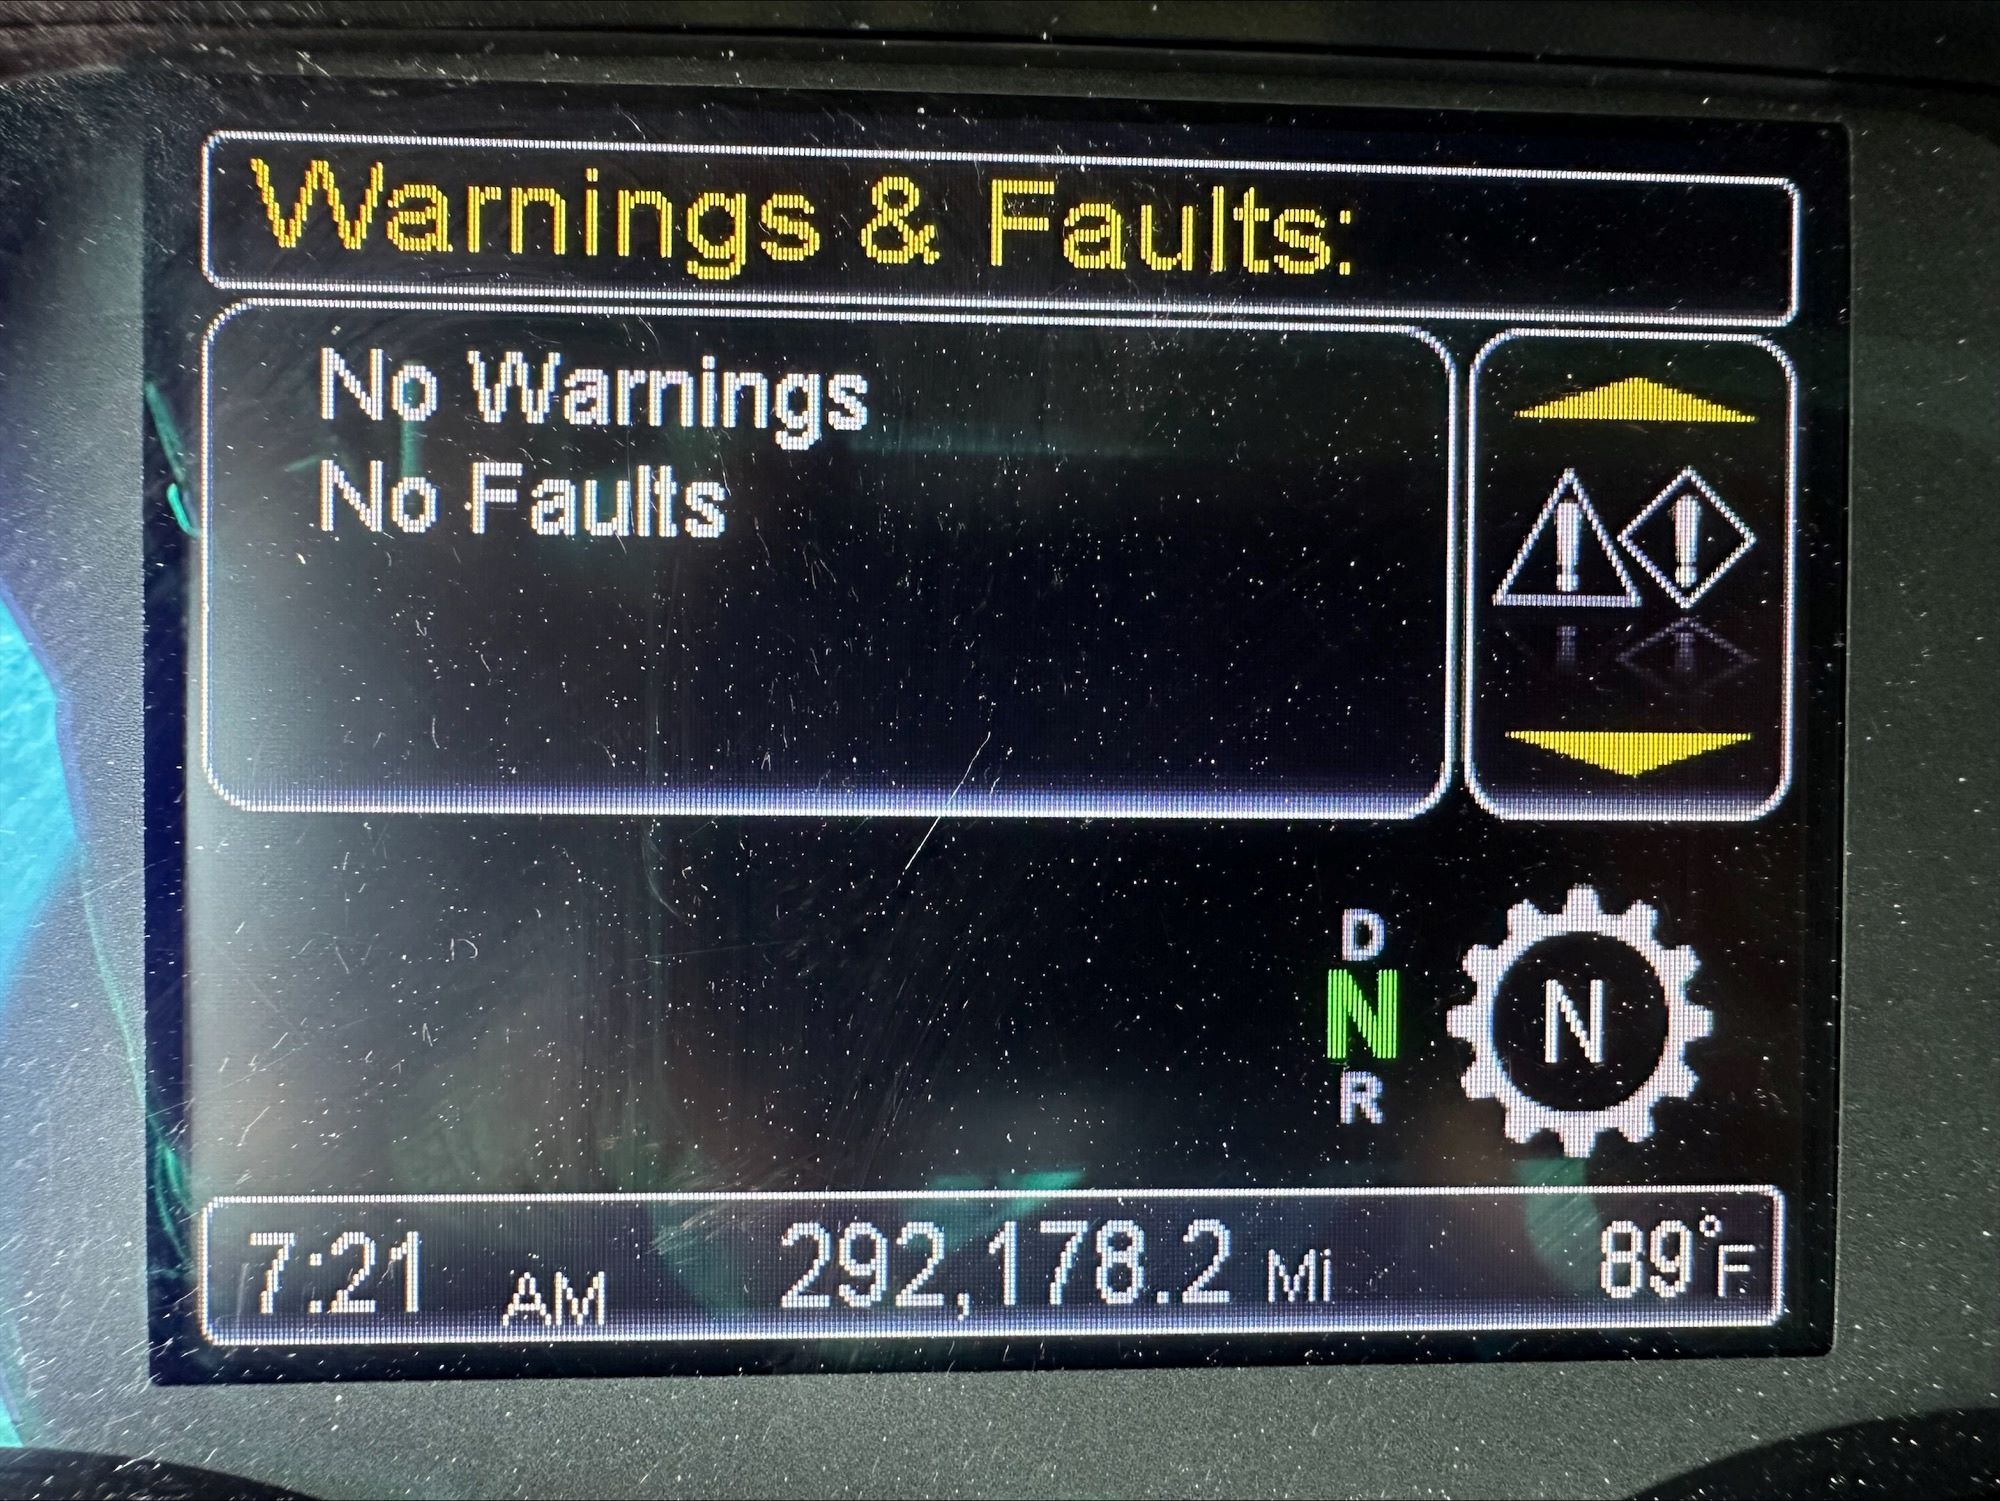 Warnings & Faults:
No Warnings
No Faults
D
N
R
N
7:21 AM 292,178.2 Mi 89°F